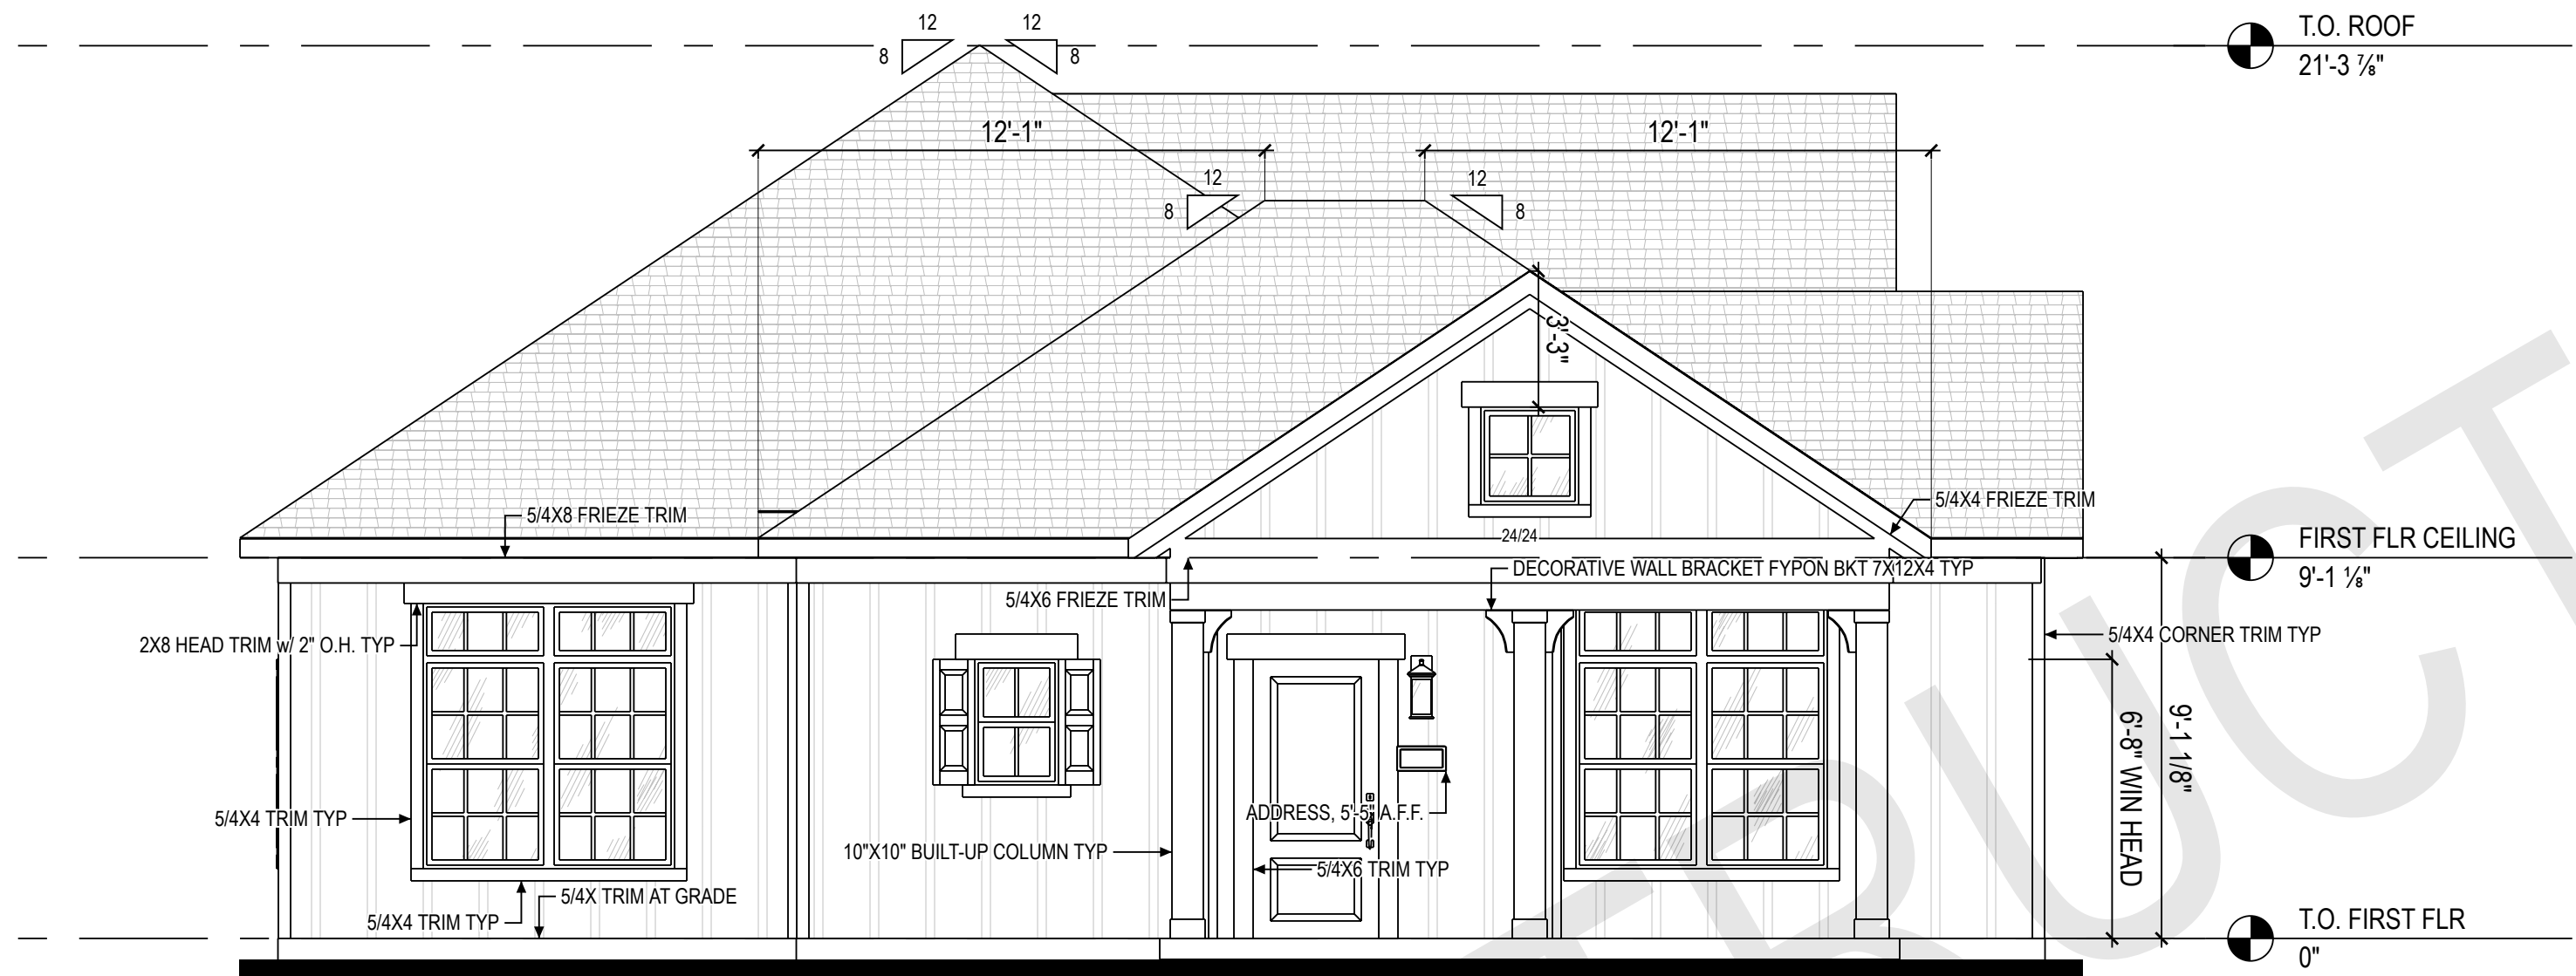 12 12
8 8
T.O. ROOF
21'-3 ⅞"
12'-1" 12'-1"
12 12
8 8
3'-3"
5/4X8 FRIEZE TRIM
5/4X4 FRIEZE TRIM
24/24
FIRST FLR CEILING
9'-1 ⅛"
DECORATIVE WALL BRACKET FYPON BKT 7X12X4 TYP
5/4X6 FRIEZE TRIM
2X8 HEAD TRIM w/ 2" O.H. TYP
5/4X4 CORNER TRIM TYP
9'-1 1/8"
6'-8" WIN HEAD
5/4X4 TRIM TYP
ADDRESS, 5'-5" A.F.F.
10"X10" BUILT-UP COLUMN TYP
5/4X6 TRIM TYP
5/4X TRIM AT GRADE
5/4X4 TRIM TYP
T.O. FIRST FLR
0"
TRUCT